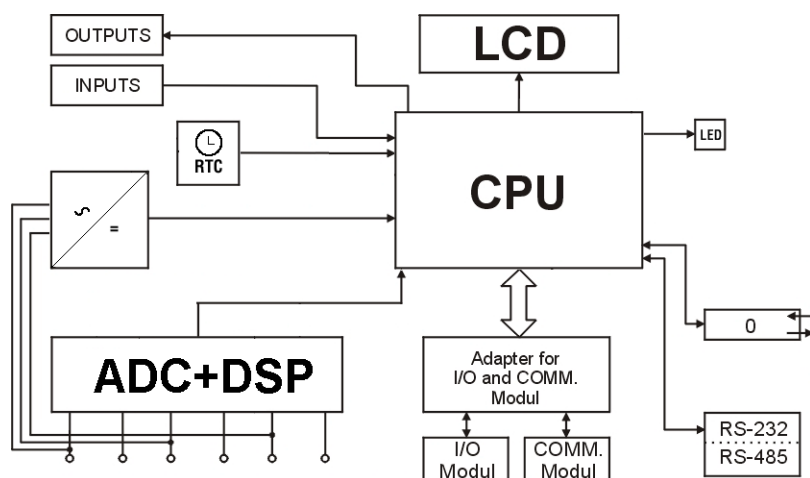 OUTPUTS
LCD
INPUTS
LED
RTC
CPU
=
0
ADC+DSP
Adapter for
I/O and COMM.
Modul
RS-232
RS-485
I/O
Modul
COMM.
Modul